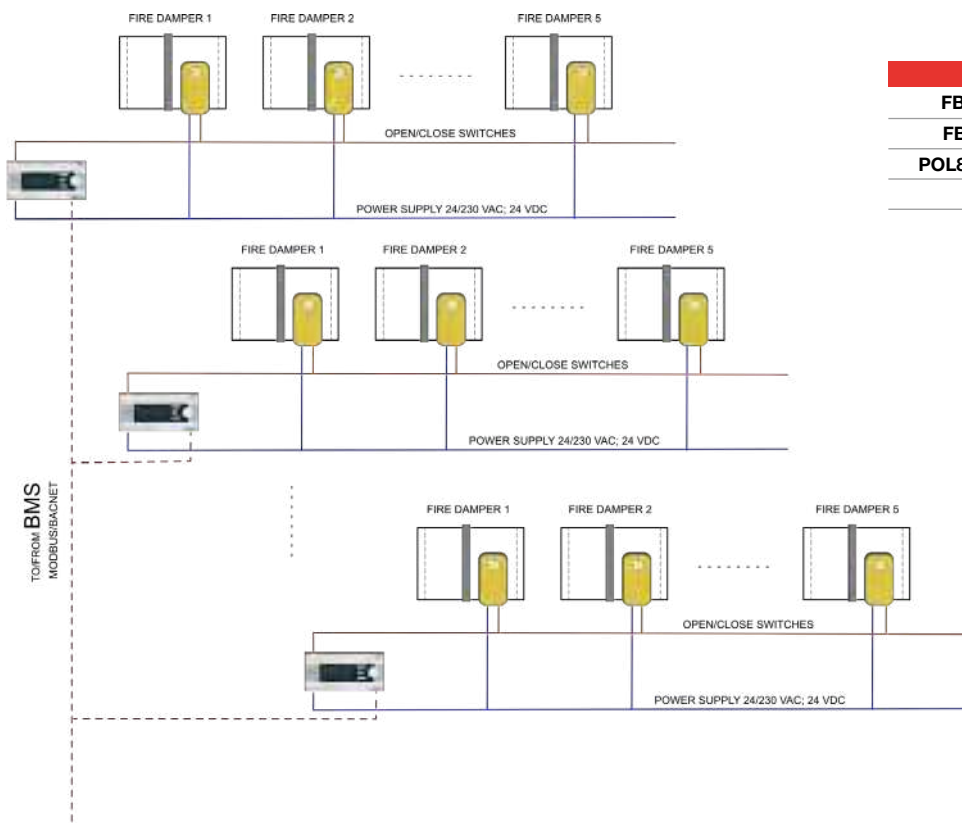 FIRE DAMPER 1 FIRE DAMPER 2 FIRE DAMPER 5
OPEN/CLOSE SWITCHES
POWER SUPPLY 24/230 VAC; 24 VDC
FIRE DAMPER 1 FIRE DAMPER 2 FIRE DAMPER 5
OPEN/CLOSE SWITCHES
POWER SUPPLY 24/230 VAC; 24 VDC
FIRE DAMPER 1 FIRE DAMPER 2 FIRE DAMPER 5
OPEN/CLOSE SWITCHES
POWER SUPPLY 24/230 VAC; 24 VDC
TO/FROM BMS
MODBUS/BACNET